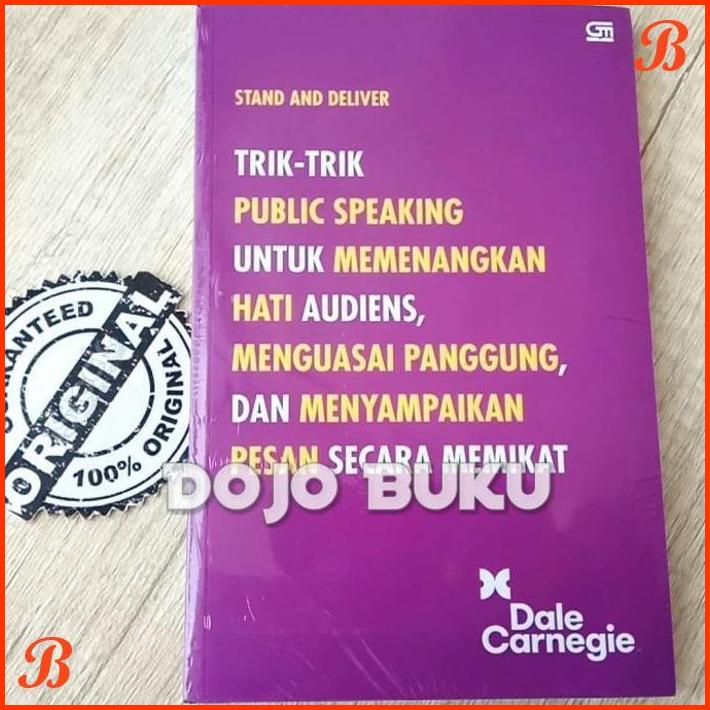 B
STAND AND DELIVER
TRIK-TRIK
PUBLIC SPEAKING
UNTUK MEMENANGKAN
HATI AUDIENS,
MENGUASAI PANGGUNG,
DAN MENYAMPAIKAN
PESAN SECARA MEMIKAT
ORIGINAL
100% ORIGINAL
DOJO BUKU
Dale
Carnegie
B